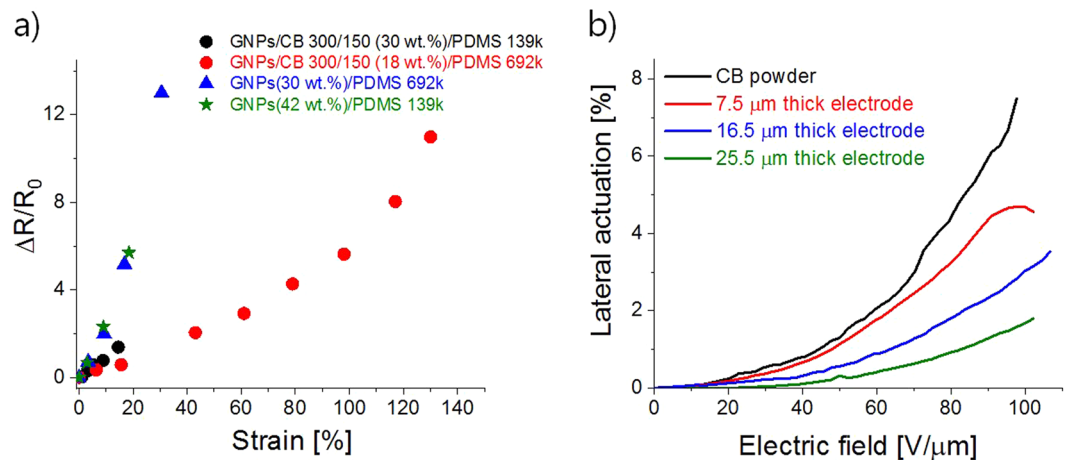 a)
GNPs/CB 300/150 (30 wt.%)/PDMS 139k
GNPs/CB 300/150 (18 wt.%)/PDMS 692k
GNPs(30 wt.%)/PDMS 692k
GNPs(42 wt.%)/PDMS 139k
ΔR/R₀
12
8
4
0
0 20 40 60 80 100 120 140
Strain [%]
b)
CB powder
7.5 μm thick electrode
16.5 μm thick electrode
25.5 μm thick electrode
Lateral actuation [%]
8
6
4
2
0
0 20 40 60 80 100
Electric field [V/μm]